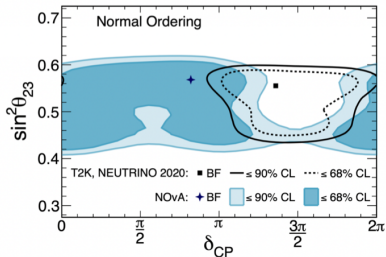 Normal Ordering
0.7
0.6
0.5
0.4
0.3
sin²θ₂₃
T2K, NEUTRINO 2020: BF ≤ 90% CL ≤ 68% CL
NOvA: BF ≤ 90% CL ≤ 68% CL
0 π/2 π 3π/2 2π
δCP